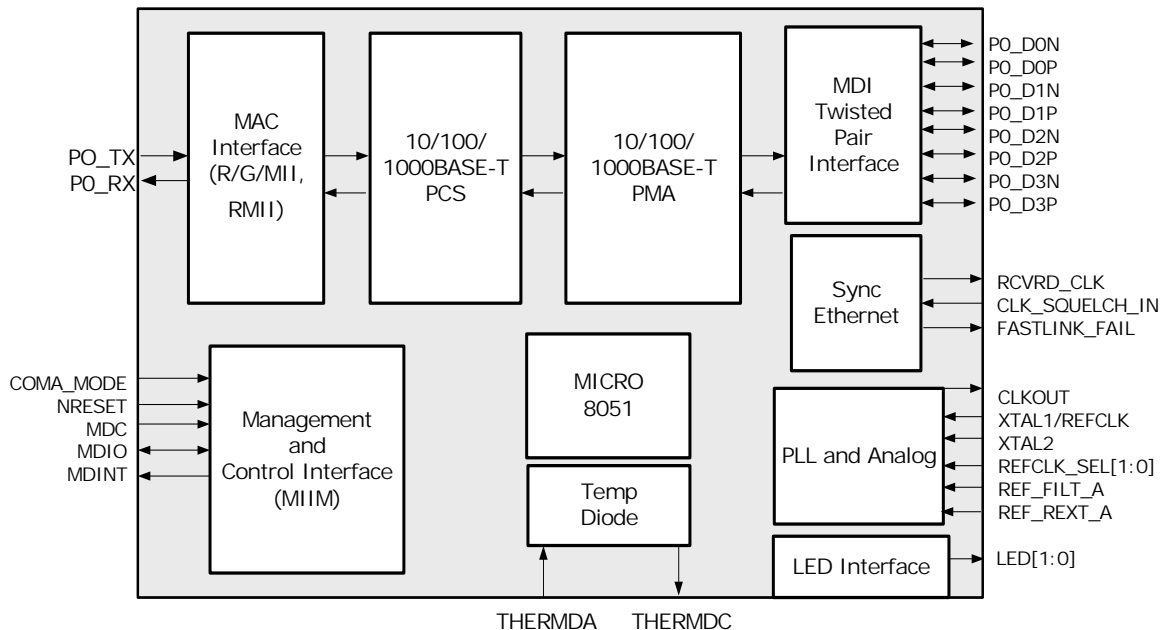 PO_TX
P0_RX
MAC
Interface
(R/G/MII,
RMII)
10/100/
1000BASE-T
PCS
10/100/
1000BASE-T
PMA
MDI
Twisted
Pair
Interface
P0_D0N
P0_D0P
P0_D1N
P0_D1P
P0_D2N
P0_D2P
P0_D3N
P0_D3P
Sync
Ethernet
RCVRD_CLK
CLK_SQUELCH_IN
FASTLINK_FAIL
COMA_MODE
NRESET
MDC
MDIO
MDINT
Management
and
Control Interface
(MIIM)
MICRO
8051
Temp
Diode
THERMDA
THERMDC
PLL and Analog
CLKOUT
XTAL1/REFCLK
XTAL2
REFCLK_SEL[1:0]
REF_FILT_A
REF_REXT_A
LED Interface
LED[1:0]